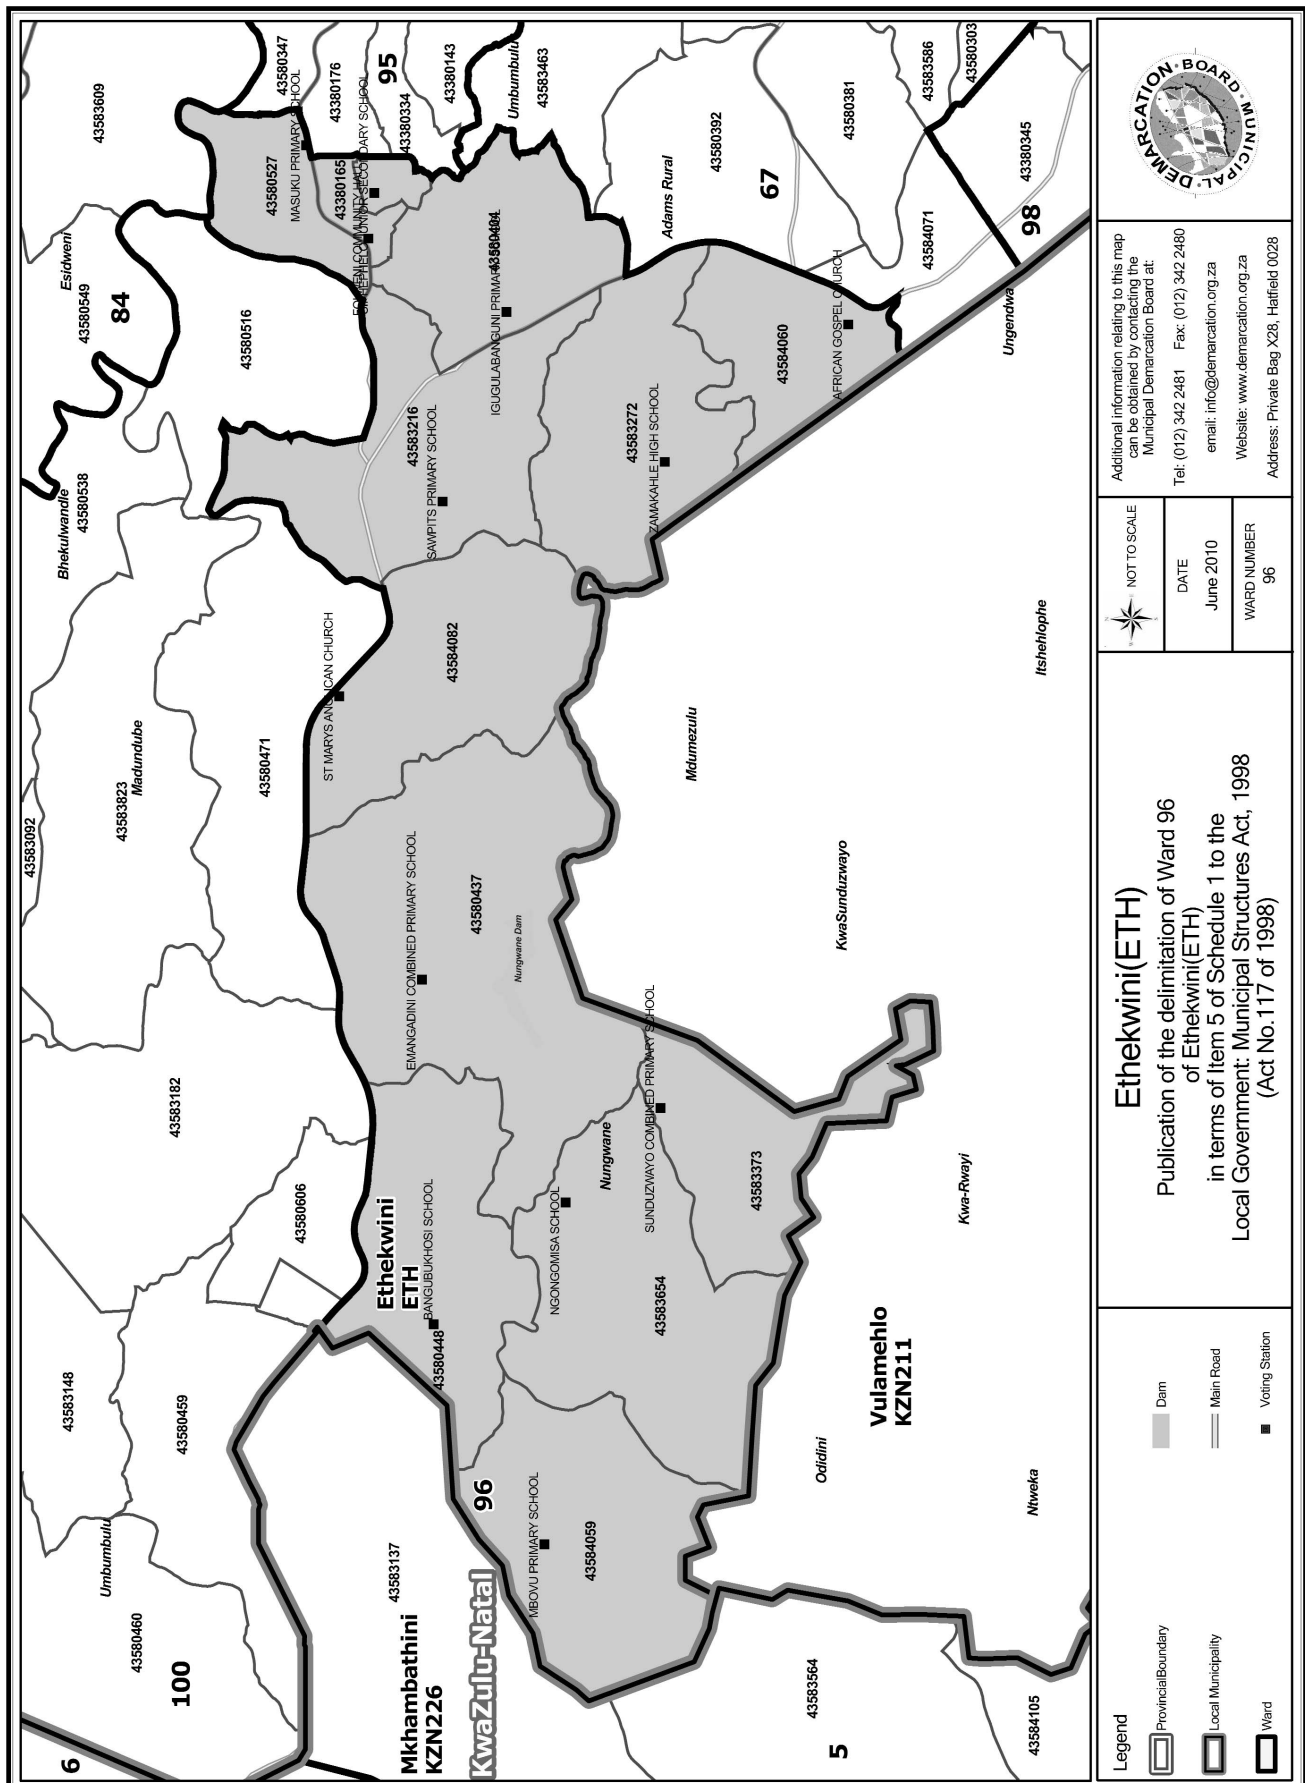 6
43580460
100
Umbumbulu
43583148
43580459
43583182
43580606
43583092
43583823
Madundube
43580471
Bhekulwandle
43580538
Esidweni
43580549
84
43580516
43583609
43580347
43380176
95
43380334
43380143
Umbumbulu
43583463
43580527
MASUKU PRIMARY SCHOOL
43380165
ST MARYS ANGLICAN CHURCH
43583216
SAWPITS PRIMARY SCHOOL
IGUGULABANGUNI PRIMARY SCHOOL
Adams Rural
43580392
67
43580381
43583586
43580303
43380345
98
43584071
Ungendwa
43584060
AFRICAN GOSPEL CHURCH
43583272
ZAMAKAHLE HIGH SCHOOL
43584082
EMANGADINI COMBINED PRIMARY SCHOOL
43580437
Nungwane Dam
Ethekwini
ETH
BANGUBUKHOSI SCHOOL
43580448
NGONGOMISA SCHOOL
Nungwane
SUNDUZWAYO COMBINED PRIMARY SCHOOL
43583373
43583654
96
MBOVU PRIMARY SCHOOL
43584059
43583137
Mkhambathini
KZN226
KwaZulu-Natal
5
43583564
43584105
Odidini
Ntweka
Vulamehlo
KZN211
Kwa-Rwayi
KwaSunduzwayo
Mdumezulu
Itshehlophe
Legend
ProvincialBoundary
Local Municipality
Ward
Dam
Main Road
Voting Station
Ethekwini(ETH)
Publication of the delimitation of Ward 96
of Ethekwini(ETH)
in terms of Item 5 of Schedule 1 to the
Local Government: Municipal Structures Act, 1998
(Act No.117 of 1998)
NOT TO SCALE
DATE
June 2010
WARD NUMBER
96
Additional information relating to this map
can be obtained by contacting the
Municipal Demarcation Board at:
Tel: (012) 342 2481 Fax: (012) 342 2480
email: info@demarcation.org.za
Website: www.demarcation.org.za
Address: Private Bag X28, Hatfield 0028
MUNICIPAL DEMARCATION BOARD